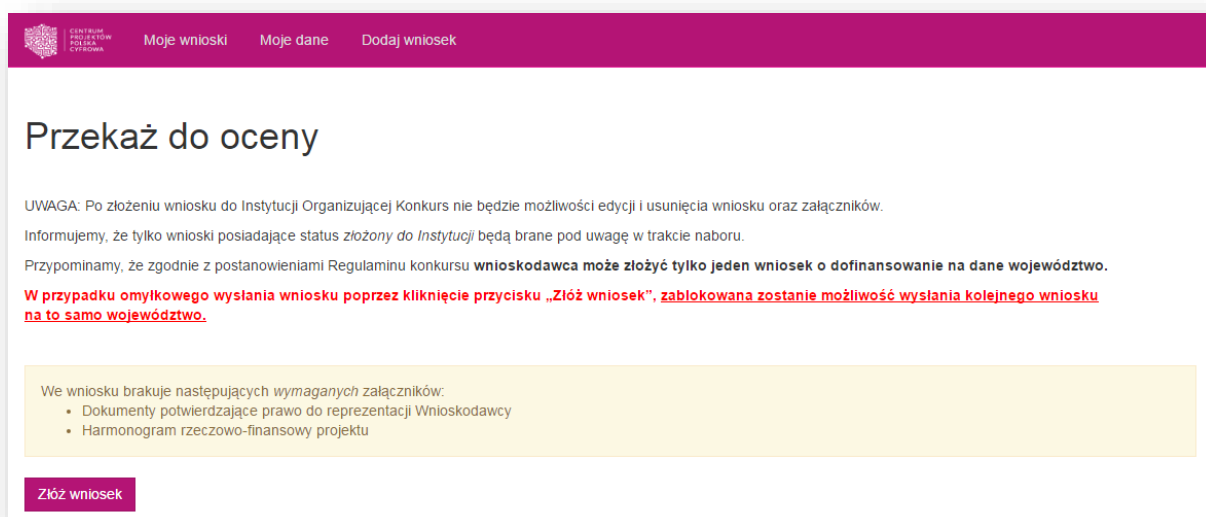 CENTRUM
PROJEKTÓW
POLSKA
CYFROWA
Moje wnioski Moje dane Dodaj wniosek
Przekaż do oceny
UWAGA: Po złożeniu wniosku do Instytucji Organizującej Konkurs nie będzie możliwości edycji i usunięcia wniosku oraz załączników.
Informujemy, że tylko wnioski posiadające status złożony do Instytucji będą brane pod uwagę w trakcie naboru.
Przypominamy, że zgodnie z postanowieniami Regulaminu konkursu wnioskodawca może złożyć tylko jeden wniosek o dofinansowanie na dane województwo.
W przypadku omyłkowego wysłania wniosku poprzez kliknięcie przycisku „Złóż wniosek”, zablokowana zostanie możliwość wysłania kolejnego wniosku
na to samo województwo.
We wniosku brakuje następujących wymaganych załączników:
• Dokumenty potwierdzające prawo do reprezentacji Wnioskodawcy
• Harmonogram rzeczowo-finansowy projektu
Złóż wniosek